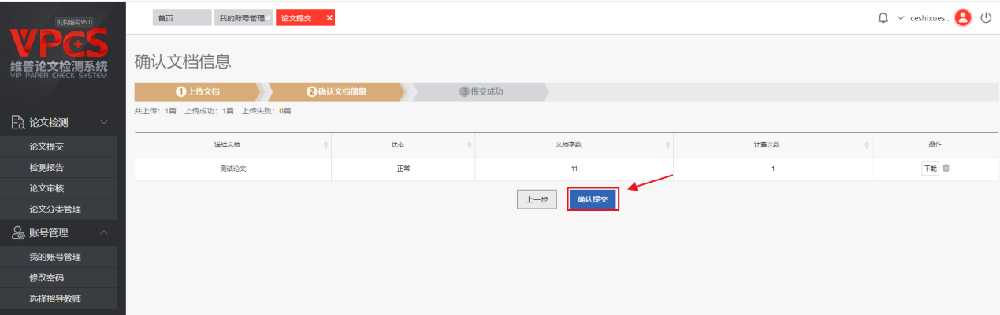 机构服务V5.0
VPCS
维普论文检测系统
VIP PAPER CHECK SYSTEM
论文检测
论文提交
检测报告
论文审核
论文分类管理
账号管理
我的账号管理
修改密码
选择指导教师
首页 我的账号管理× 论文提交 ×
ceshixues...
确认文档信息
1 上传文档 2 确认文档信息 3 提交成功
共上传：1篇 上传成功：1篇 上传失败：0篇
送检文档 状态 文档字数 计费次数 操作
测试论文 正常 11 1 下载
上一步 确认提交